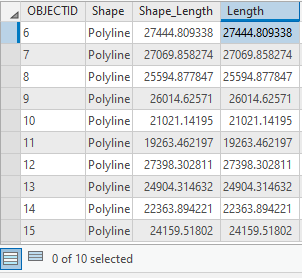 OBJECTID Shape Shape_Length Length
6 Polyline 27444.809338 27444.809338
7 Polyline 27069.858274 27069.858274
8 Polyline 25594.877847 25594.877847
9 Polyline 26014.62571 26014.62571
10 Polyline 21021.14195 21021.14195
11 Polyline 19263.462197 19263.462197
12 Polyline 27398.302811 27398.302811
13 Polyline 24904.314632 24904.314632
14 Polyline 22363.894221 22363.894221
15 Polyline 24159.51802 24159.51802
0 of 10 selected